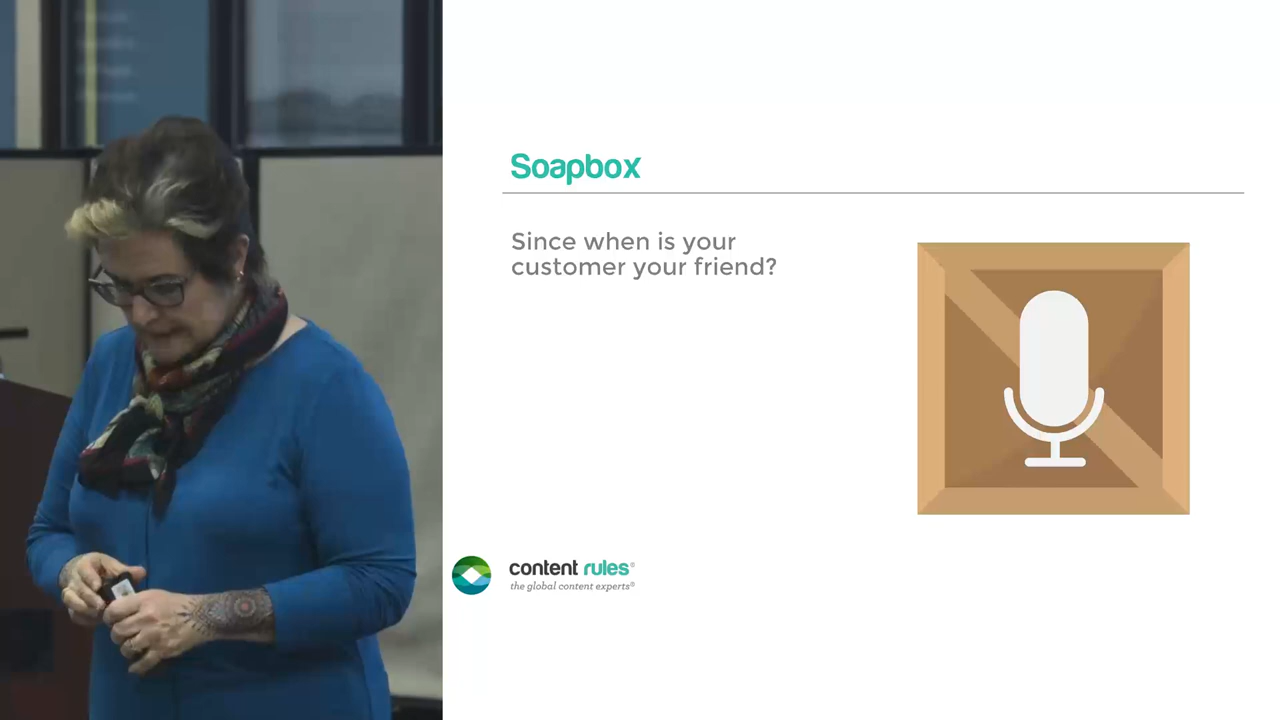 Soapbox
Since when is your
customer your friend?
content rules®
the global content experts®